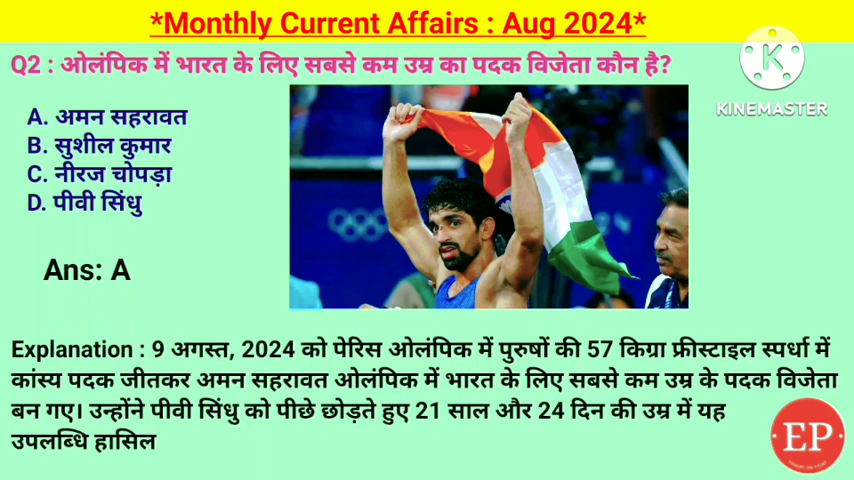 *Monthly Current Affairs : Aug 2024*
Q2 : ओलंपिक में भारत के लिए सबसे कम उम्र का पदक विजेता कौन है?
KINEMASTER
A. अमन सहरावत
B. सुशील कुमार
C. नीरज चोपड़ा
D. पीवी सिंधु
Ans: A
Explanation : 9 अगस्त, 2024 को पेरिस ओलंपिक में पुरुषों की 57 किग्रा फ्रीस्टाइल स्पर्धा में
कांस्य पदक जीतकर अमन सहरावत ओलंपिक में भारत के लिए सबसे कम उम्र के पदक विजेता
बन गए। उन्होंने पीवी सिंधु को पीछे छोड़ते हुए 21 साल और 24 दिन की उम्र में यह
उपलब्धि हासिल
EP